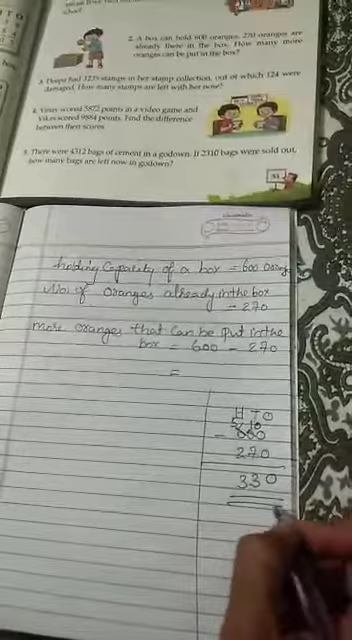 2. A box can hold 600 oranges. 270 oranges are
already there in the box. How many more
oranges can be put in the box?
3. Deepa had 1235 stamps in her stamp collection, out of which 124 were
damaged. How many stamps are left with her now?
4. Vinay scored 5872 points in a video game and
Vikas scored 9884 points. Find the difference
between their scores.
5. There were 4312 bags of cement in a godown. If 2310 bags were sold out,
how many bags are left now in godown?
holding Capacity of a box = 600 orang
No. of oranges already in the box
= 270
more oranges that can be put in the
box = 600 - 270
=
H T O
5 10
- 600
270
330